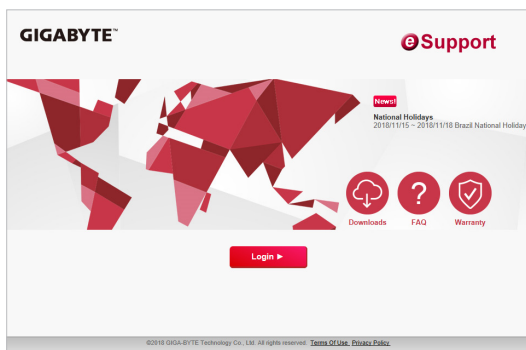 GIGABYTE™
eSupport
News!
National Holidays
2018/11/15 ~ 2018/11/18 Brazil National Holiday
Downloads FAQ Warranty
Login ►
©2018 GIGA-BYTE Technology Co., Ltd. All rights reserved. Terms Of Use Privacy Policy